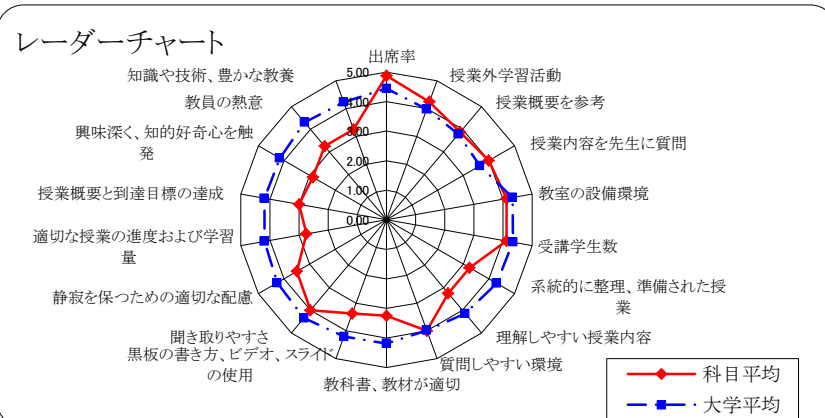 レーダーチャート
出席率
授業外学習活動
授業概要を参考
授業内容を先生に質問
教室の設備環境
受講学生数
系統的に整理、準備された授
業
理解しやすい授業内容
質問しやすい環境
教科書、教材が適切
黒板の書き方、ビデオ、スライド
の使用
聞き取りやすさ
静寂を保つための適切な配慮
適切な授業の進度および学習
量
授業概要と到達目標の達成
興味深く、知的好奇心を触
発
教員の熱意
知識や技術、豊かな教養
5.00
4.00
3.00
2.00
1.00
0.00
科目平均
大学平均